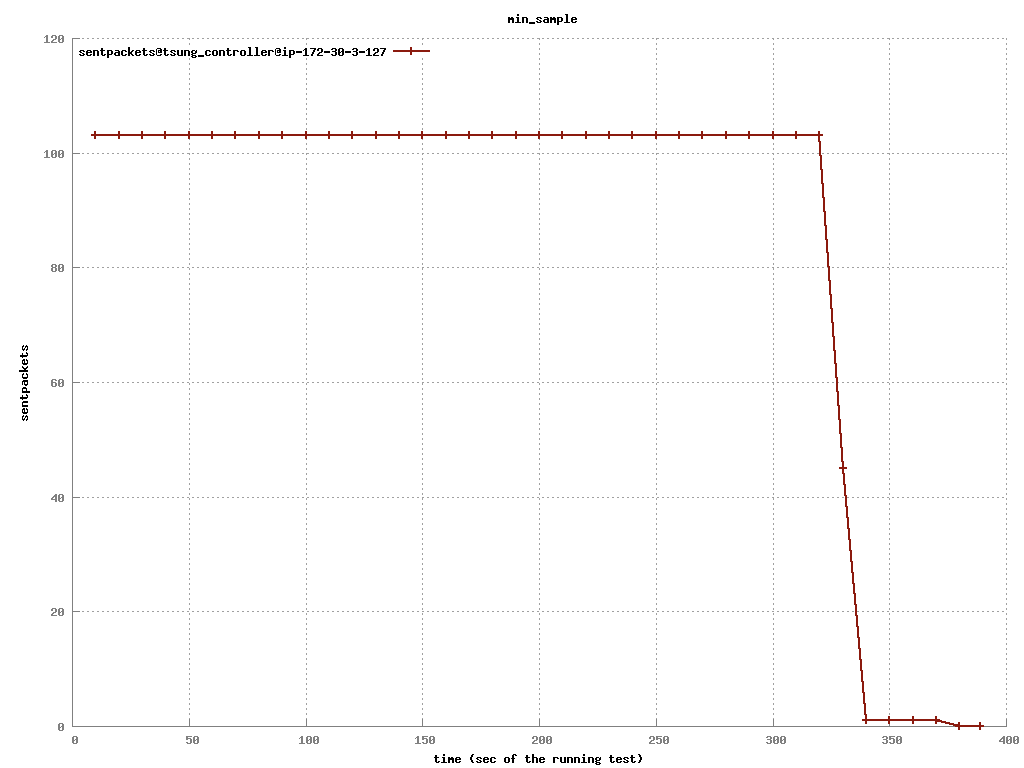 min_sample
120
sentpackets@tsung_controller@ip-172-30-3-127
100
80
60
sentpackets
40
20
0
0 50 100 150 200 250 300 350 400
time (sec of the running test)